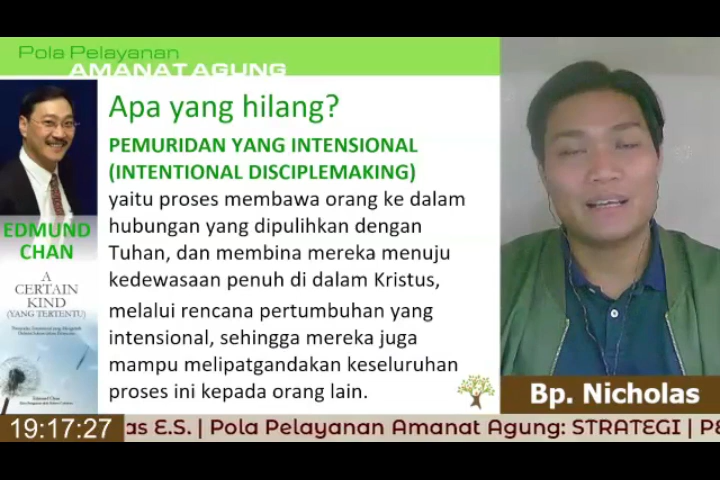 Pola Pelayanan
AMANAT AGUNG
Apa yang hilang?
PEMURIDAN YANG INTENSIONAL
(INTENTIONAL DISCIPLEMAKING)
yaitu proses membawa orang ke dalam
hubungan yang dipulihkan dengan
Tuhan, dan membina mereka menuju
kedewasaan penuh di dalam Kristus,
melalui rencana pertumbuhan yang
intensional, sehingga mereka juga
mampu melipatgandakan keseluruhan
proses ini kepada orang lain.
EDMUND
CHAN
A
CERTAIN
KIND
(YANG TERTENTU)
Edmund Chan
Bp. Nicholas
19:17:27
as E.S. | Pola Pelayanan Amanat Agung: STRATEGI | PE